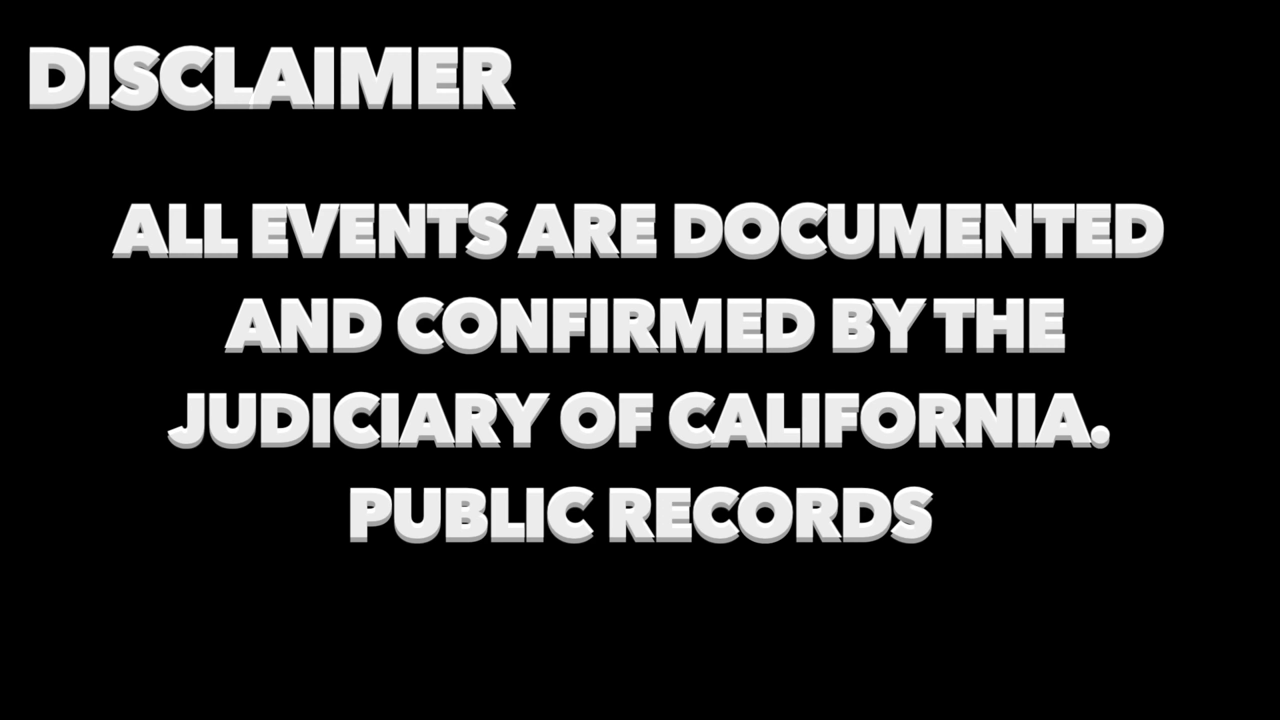 DISCLAIMER
ALL EVENTS ARE DOCUMENTED
AND CONFIRMED BY THE
JUDICIARY OF CALIFORNIA.
PUBLIC RECORDS